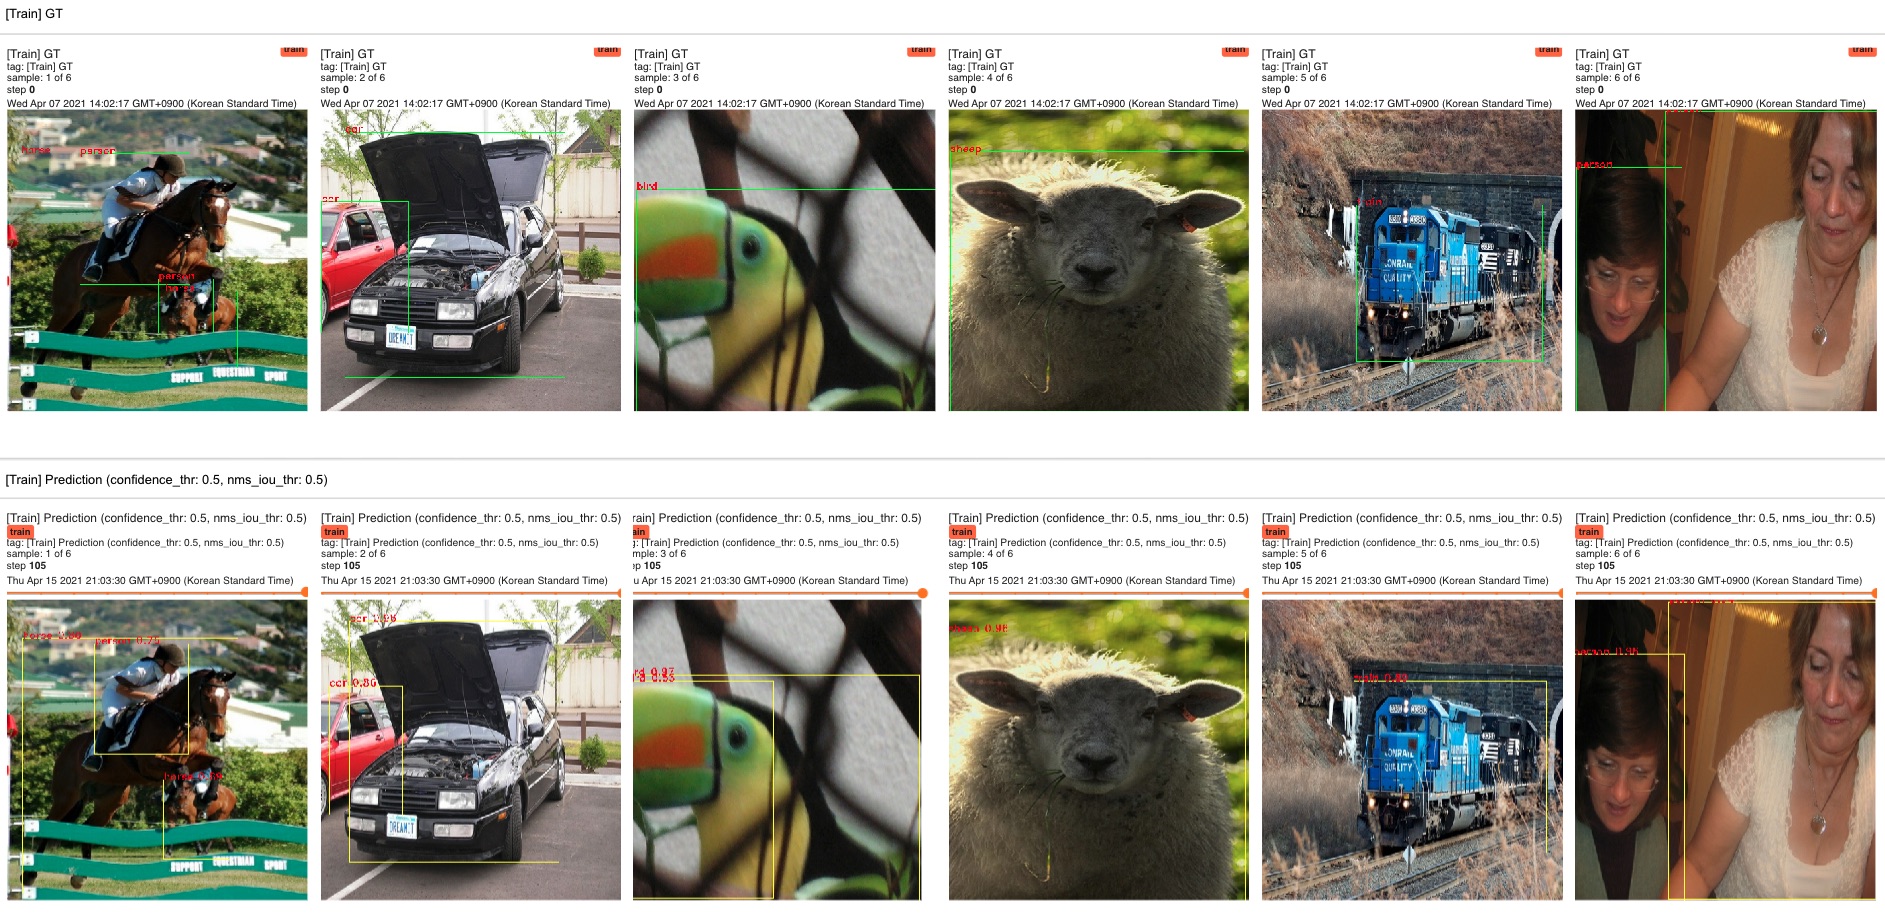 [Train] GT
[Train] GT
train
tag: [Train] GT
sample: 1 of 6
step 0
Wed Apr 07 2021 14:02:17 GMT+0900 (Korean Standard Time)
horse
person
person
horse
SUPPORT EQUESTRIAN SPORT
[Train] GT
train
tag: [Train] GT
sample: 2 of 6
step 0
Wed Apr 07 2021 14:02:17 GMT+0900 (Korean Standard Time)
car
car
DREAMIT
[Train] GT
train
tag: [Train] GT
sample: 3 of 6
step 0
Wed Apr 07 2021 14:02:17 GMT+0900 (Korean Standard Time)
bird
[Train] GT
train
tag: [Train] GT
sample: 4 of 6
step 0
Wed Apr 07 2021 14:02:17 GMT+0900 (Korean Standard Time)
sheep
[Train] GT
train
tag: [Train] GT
sample: 5 of 6
step 0
Wed Apr 07 2021 14:02:17 GMT+0900 (Korean Standard Time)
train
CONRAIL
QUALITY
[Train] GT
train
tag: [Train] GT
sample: 6 of 6
step 0
Wed Apr 07 2021 14:02:17 GMT+0900 (Korean Standard Time)
person
[Train] Prediction (confidence_thr: 0.5, nms_iou_thr: 0.5)
[Train] Prediction (confidence_thr: 0.5, nms_iou_thr: 0.5)
train
tag: [Train] Prediction (confidence_thr: 0.5, nms_iou_thr: 0.5)
sample: 1 of 6
step 105
Thu Apr 15 2021 21:03:30 GMT+0900 (Korean Standard Time)
horse
person 0.75
horse
SUPPORT EQUESTRIAN SPORT
[Train] Prediction (confidence_thr: 0.5, nms_iou_thr: 0.5)
train
tag: [Train] Prediction (confidence_thr: 0.5, nms_iou_thr: 0.5)
sample: 2 of 6
step 105
Thu Apr 15 2021 21:03:30 GMT+0900 (Korean Standard Time)
car 0.96
car 0.86
DREAMIT
rain] Prediction (confidence_thr: 0.5, nms_iou_thr: 0.5)
ain
g: [Train] Prediction (confidence_thr: 0.5, nms_iou_thr: 0.5)
mple: 3 of 6
ep 105
u Apr 15 2021 21:03:30 GMT+0900 (Korean Standard Time)
rd 0.97
[Train] Prediction (confidence_thr: 0.5, nms_iou_thr: 0.5)
train
tag: [Train] Prediction (confidence_thr: 0.5, nms_iou_thr: 0.5)
sample: 4 of 6
step 105
Thu Apr 15 2021 21:03:30 GMT+0900 (Korean Standard Time)
sheep 0.98
[Train] Prediction (confidence_thr: 0.5, nms_iou_thr: 0.5)
train
tag: [Train] Prediction (confidence_thr: 0.5, nms_iou_thr: 0.5)
sample: 5 of 6
step 105
Thu Apr 15 2021 21:03:30 GMT+0900 (Korean Standard Time)
train
CONRAIL
QUALITY
[Train] Prediction (confidence_thr: 0.5, nms_iou_thr: 0.5)
train
tag: [Train] Prediction (confidence_thr: 0.5, nms_iou_thr: 0.5)
sample: 6 of 6
step 105
Thu Apr 15 2021 21:03:30 GMT+0900 (Korean Standard Time)
person 0.96